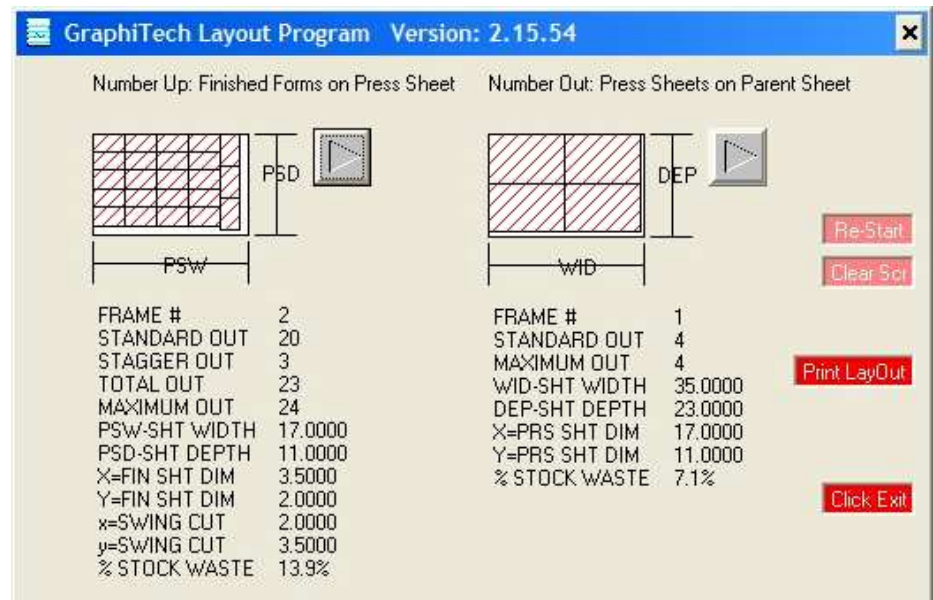 GraphiTech Layout Program Version: 2.15.54
Number Up: Finished Forms on Press Sheet
PSD
PSW
FRAME # 2
STANDARD OUT 20
STAGGER OUT 3
TOTAL OUT 23
MAXIMUM OUT 24
PSW-SHT WIDTH 17.0000
PSD-SHT DEPTH 11.0000
X=FIN SHT DIM 3.5000
Y=FIN SHT DIM 2.0000
x=SWING CUT 2.0000
y=SWING CUT 3.5000
% STOCK WASTE 13.9%
Number Out: Press Sheets on Parent Sheet
DEP
WID
FRAME # 1
STANDARD OUT 4
MAXIMUM OUT 4
WID-SHT WIDTH 35.0000
DEP-SHT DEPTH 23.0000
X=PRS SHT DIM 17.0000
Y=PRS SHT DIM 11.0000
% STOCK WASTE 7.1%
Re-Start
Clear Scr
Print LayOut
Click Exit